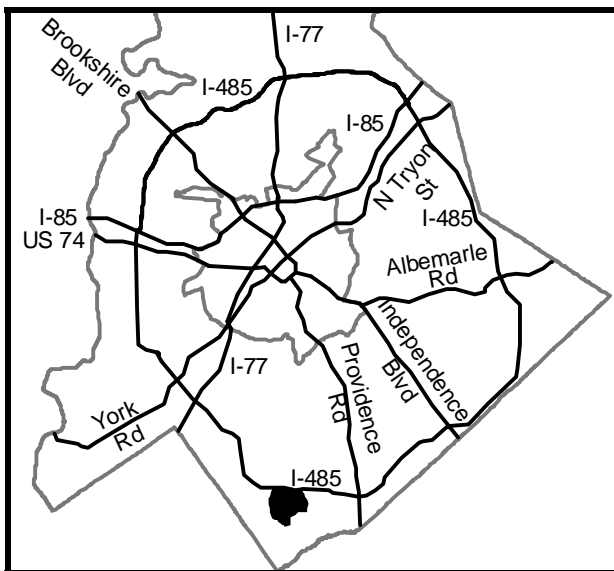 I-77
Brookshire
Blvd
I-485
I-85
N Tryon
St
I-85
I-485
US 74
Albemarle
Rd
Independence
Blvd
Providence
Rd
I-77
York
Rd
I-485